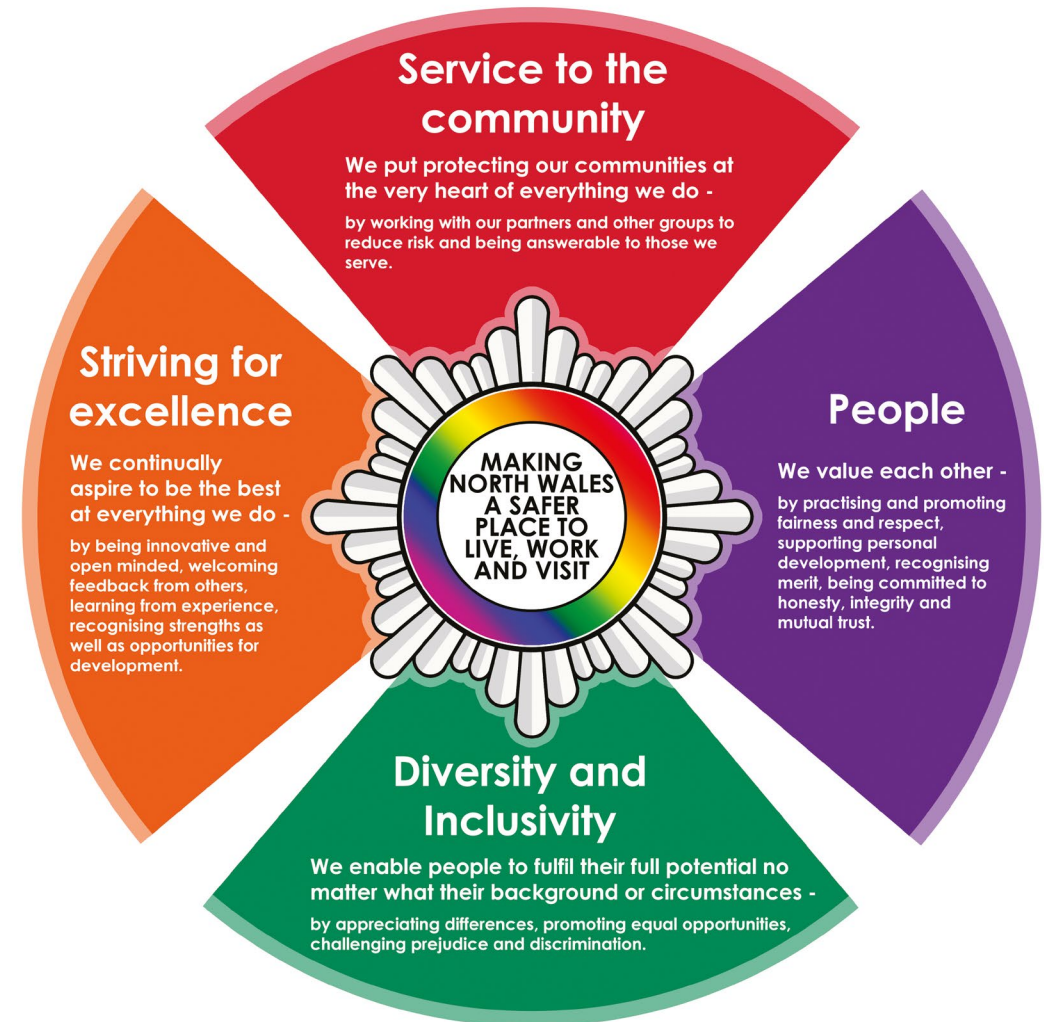 Service to the
community
We put protecting our communities at
the very heart of everything we do -
by working with our partners and other groups to
reduce risk and being answerable to those we
serve.
Striving for
excellence
We continually
aspire to be the best
at everything we do -
by being innovative and
open minded, welcoming
feedback from others,
learning from experience,
recognising strengths as
well as opportunities for
development.
MAKING
NORTH WALES
A SAFER
PLACE TO
LIVE, WORK
AND VISIT
People
We value each other -
by practising and promoting
fairness and respect,
supporting personal
development, recognising
merit, being committed to
honesty, integrity and
mutual trust.
Diversity and
Inclusivity
We enable people to fulfil their full potential no
matter what their background or circumstances -
by appreciating differences, promoting equal opportunities,
challenging prejudice and discrimination.